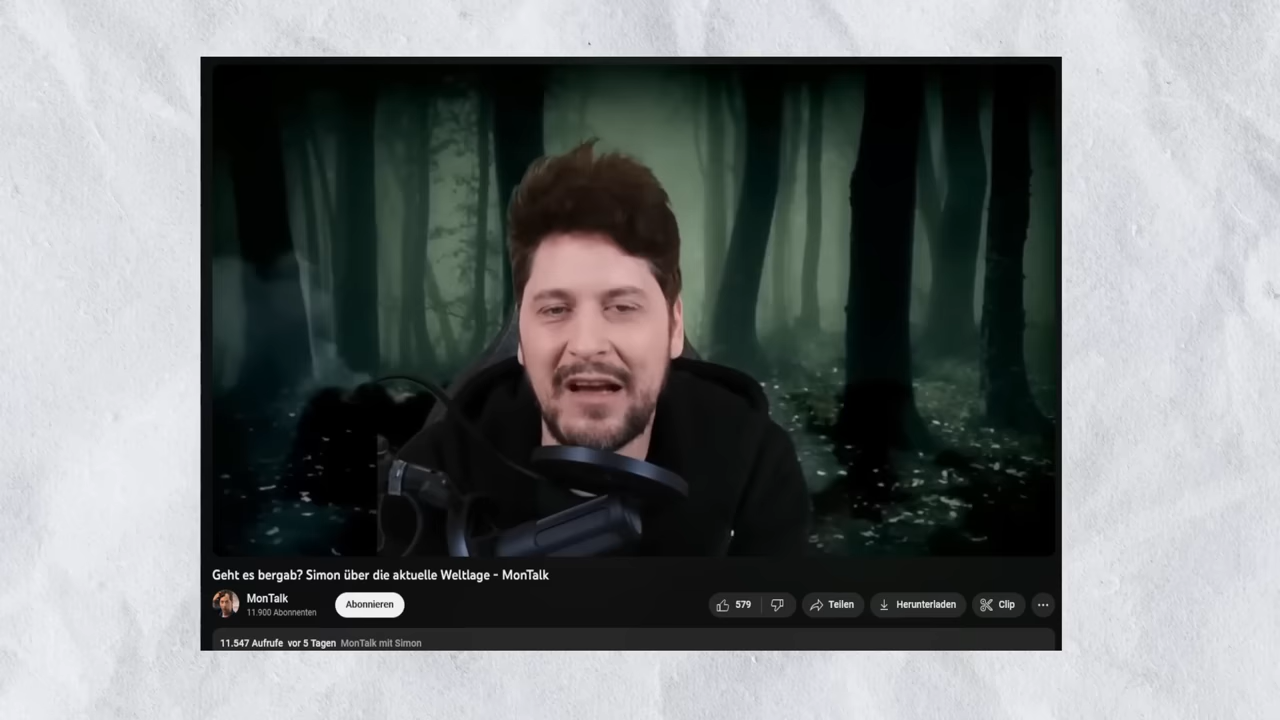 Geht es bergab? Simon über die aktuelle Weltlage - MonTalk
MonTalk
11.900 Abonnenten
Abonnieren
579
Teilen
Herunterladen
Clip
11.547 Aufrufe vor 5 Tagen MonTalk mit Simon